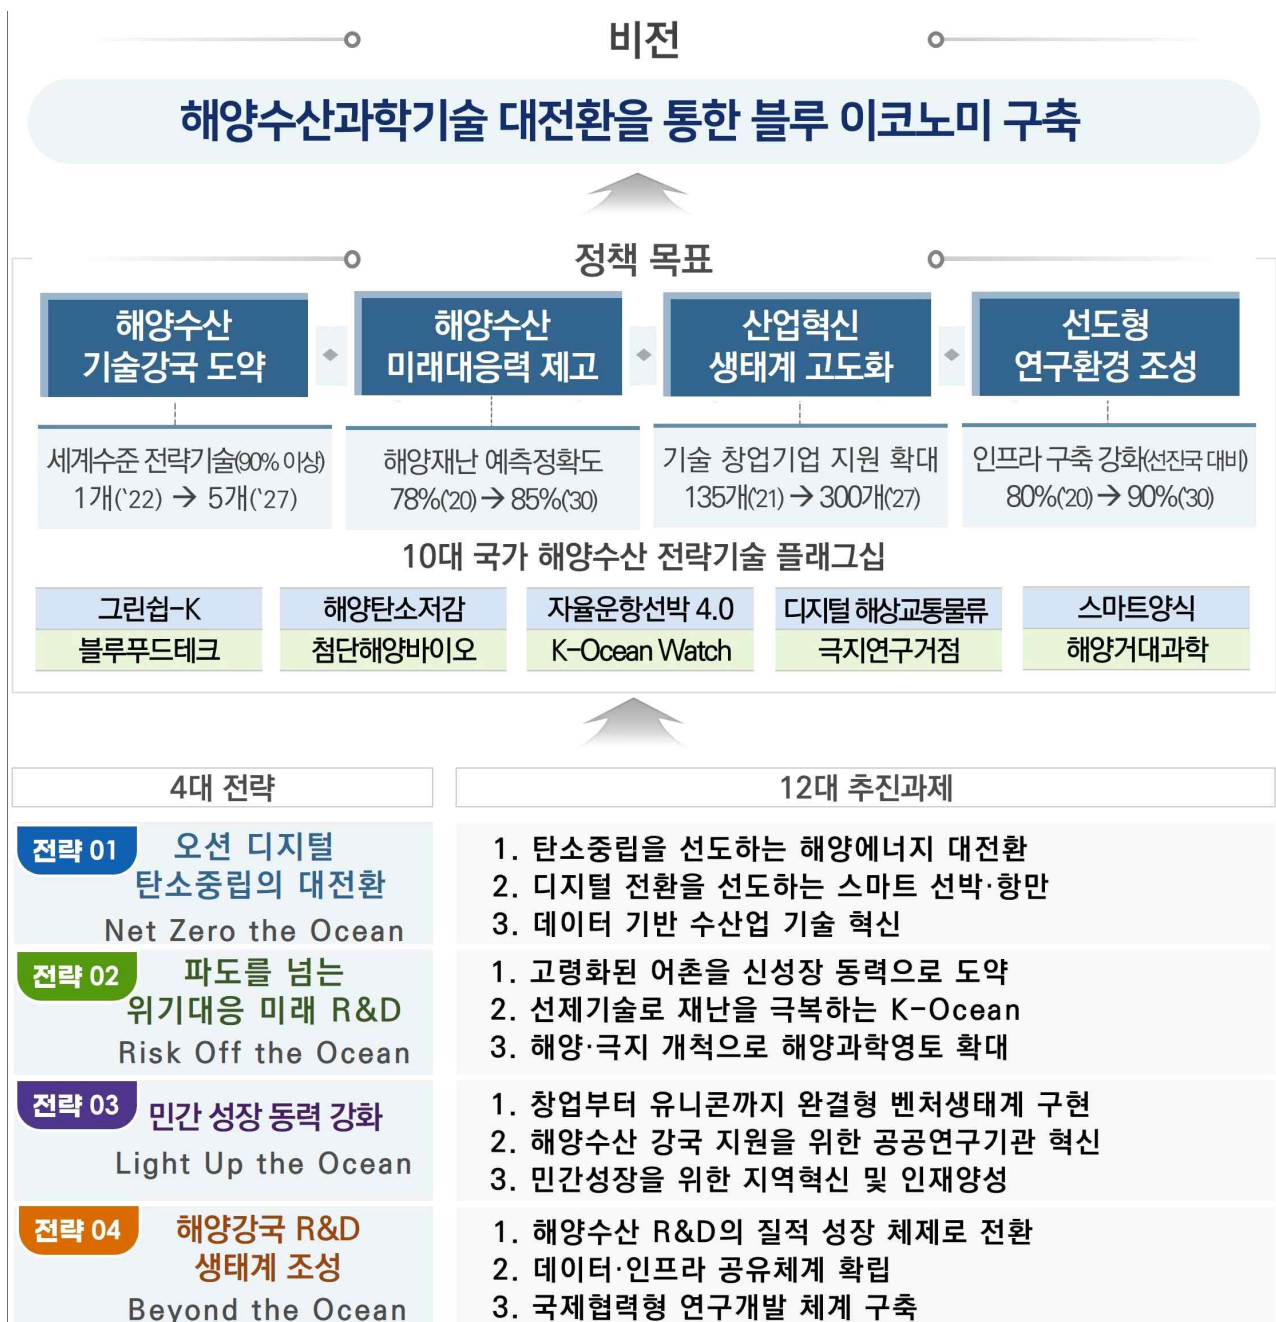 비전
해양수산과학기술 대전환을 통한 블루 이코노미 구축
정책 목표
해양수산
기술강국 도약
세계수준 전략기술(90% 이상)
1개(‘22) → 5개(‘27)
해양수산
미래대응력 제고
해양재난 예측정확도
78%('20) → 85%('30)
산업혁신
생태계 고도화
기술 창업기업 지원 확대
135개('21) → 300개('27)
선도형
연구환경 조성
인프라 구축 강화(선진국 대비)
80%('20) → 90%('30)
10대 국가 해양수산 전략기술 플래그십
그린쉽-K
해양탄소저감
자율운항선박 4.0
디지털 해상교통물류
스마트양식
블루푸드테크
첨단해양바이오
K-Ocean Watch
극지연구거점
해양거대과학
4대 전략
12대 추진과제
전략 01
오션 디지털
탄소중립의 대전환
Net Zero the Ocean
1. 탄소중립을 선도하는 해양에너지 대전환
2. 디지털 전환을 선도하는 스마트 선박·항만
3. 데이터 기반 수산업 기술 혁신
전략 02
파도를 넘는
위기대응 미래 R&D
Risk Off the Ocean
1. 고령화된 어촌을 신성장 동력으로 도약
2. 선제기술로 재난을 극복하는 K-Ocean
3. 해양·극지 개척으로 해양과학영토 확대
전략 03
민간 성장 동력 강화
Light Up the Ocean
1. 창업부터 유니콘까지 완결형 벤처생태계 구현
2. 해양수산 강국 지원을 위한 공공연구기관 혁신
3. 민간성장을 위한 지역혁신 및 인재양성
전략 04
해양강국 R&D
생태계 조성
Beyond the Ocean
1. 해양수산 R&D의 질적 성장 체제로 전환
2. 데이터·인프라 공유체계 확립
3. 국제협력형 연구개발 체계 구축